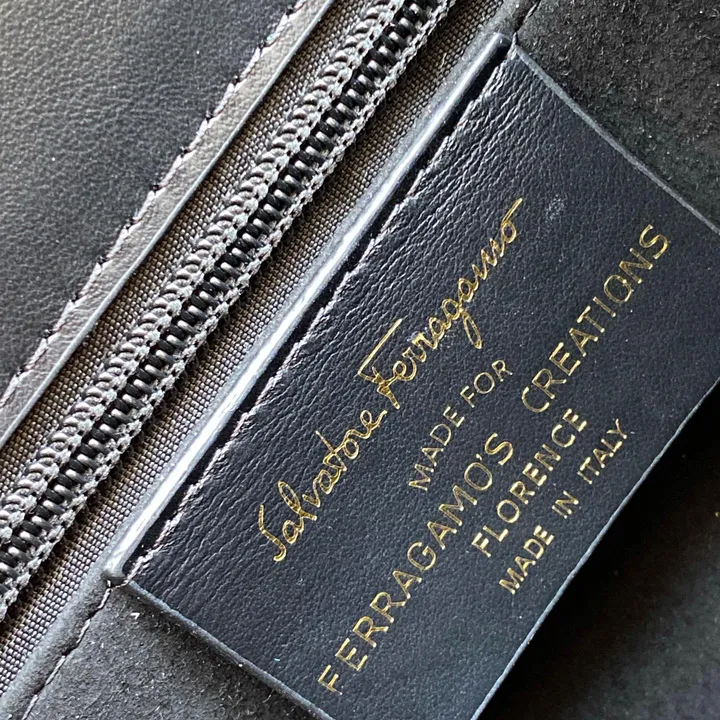 Salvatore Ferragamo
MADE FOR
FERRAGAMO'S CREATIONS
FLORENCE
MADE IN ITALY